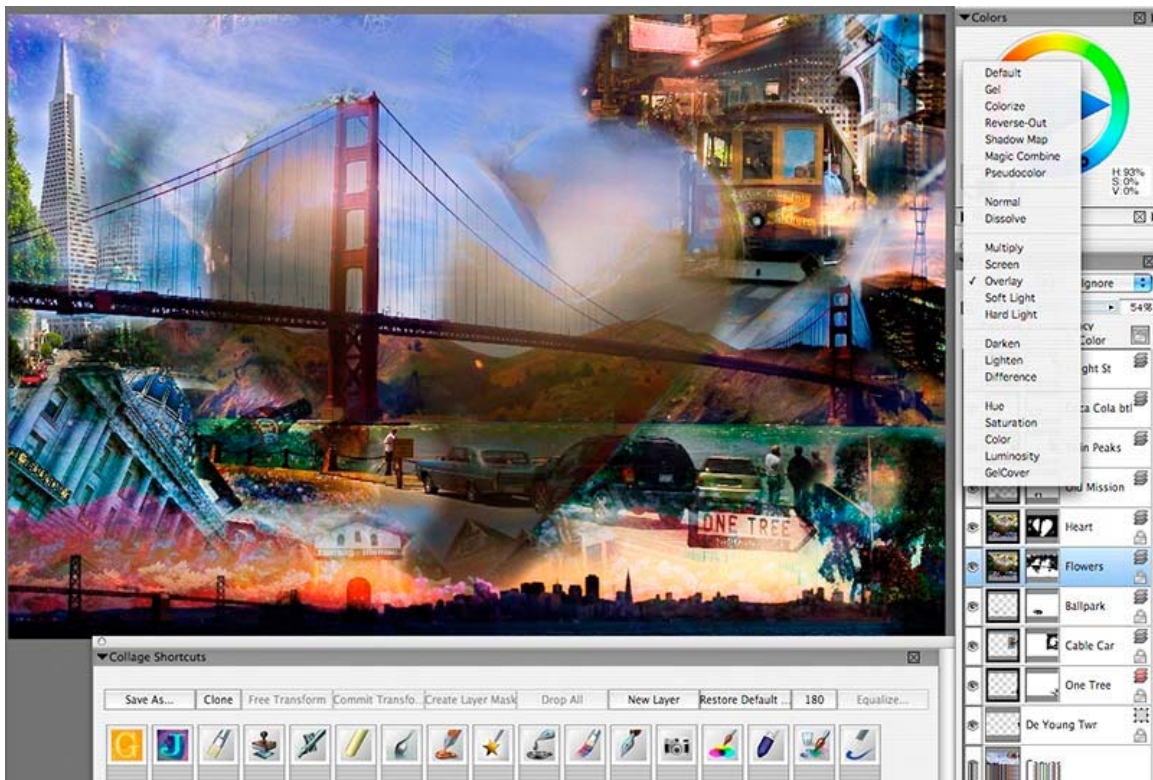 Colors
Default
Gel
Colorize
Reverse-Out
Shadow Map
Magic Combine
Pseudocolor
H: 93%
S: 0%
V: 0%
Normal
Dissolve
Multiply
Screen
✓ Overlay
Ignore
Soft Light
Hard Light
54%
Darken
Lighten
Difference
Color
ght St
Hue
Saturation
Color
Luminosity
GelCover
Cola btl
in Peaks
Old Mission
Heart
Flowers
Ballpark
Cable Car
One Tree
De Young Twr
Canvas
ONE TREE
Collage Shortcuts
Save As...
Clone
Free Transform
Commit Transfo..
Create Layer Mask
Drop All
New Layer
Restore Default ...
180
Equalize...
G
J